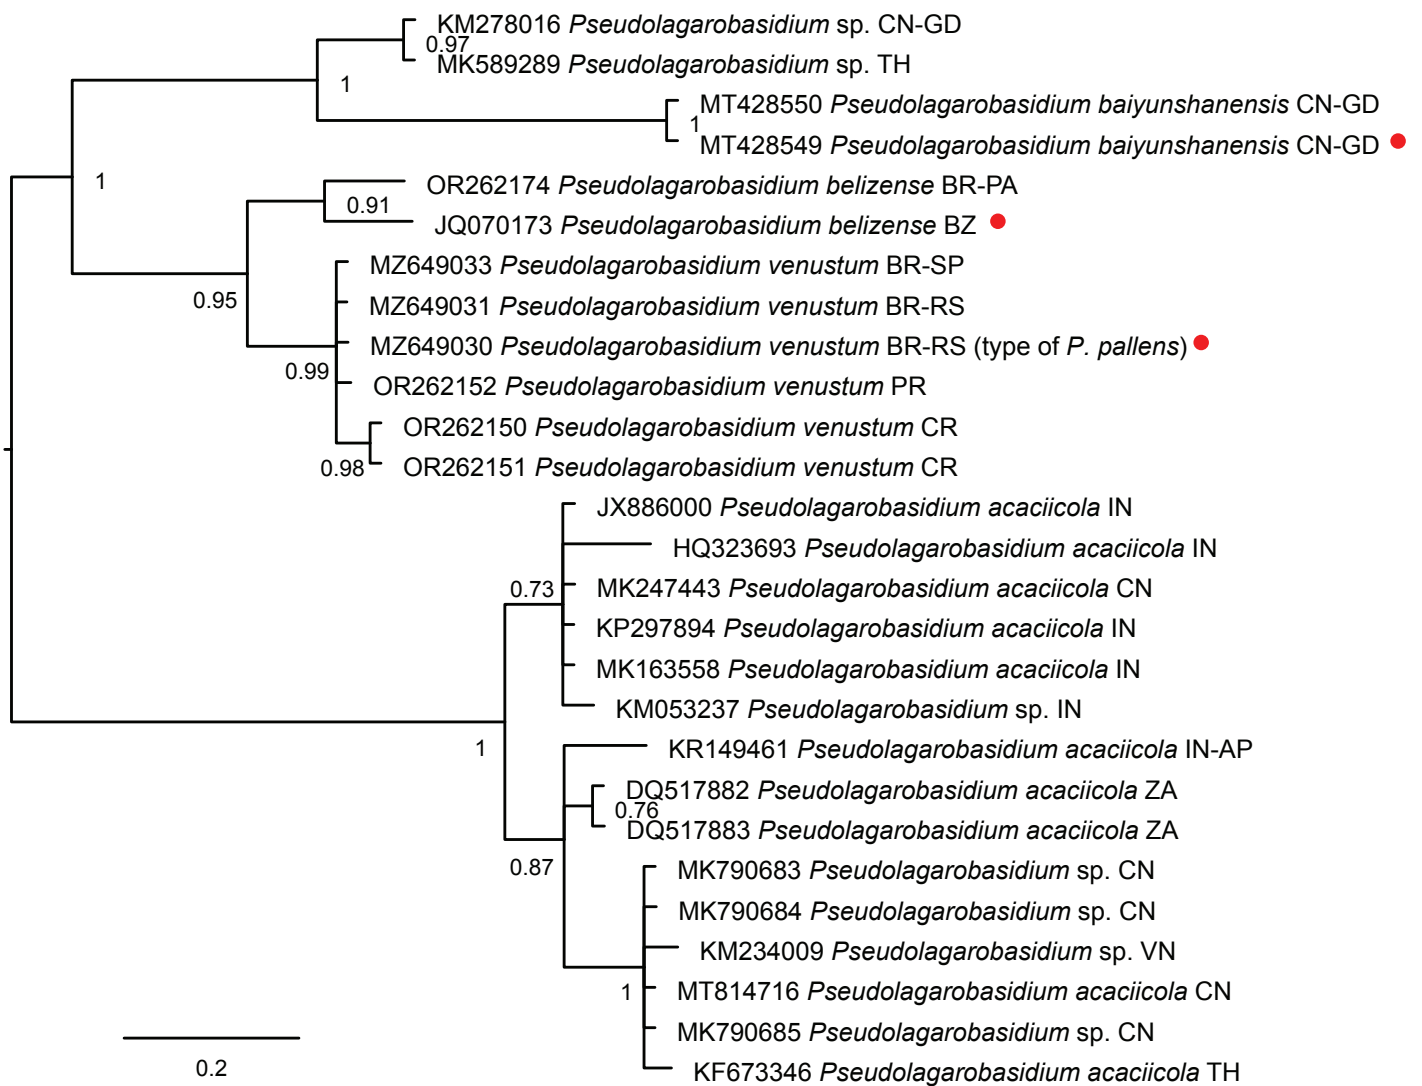 KM278016 Pseudolagarobasidium sp. CN-GD
0.97
MK589289 Pseudolagarobasidium sp. TH
1
MT428550 Pseudolagarobasidium baiyunshanensis CN-GD
1
MT428549 Pseudolagarobasidium baiyunshanensis CN-GD
1
OR262174 Pseudolagarobasidium belizense BR-PA
0.91
JQ070173 Pseudolagarobasidium belizense BZ
MZ649033 Pseudolagarobasidium venustum BR-SP
0.95
MZ649031 Pseudolagarobasidium venustum BR-RS
MZ649030 Pseudolagarobasidium venustum BR-RS (type of P. pallens)
0.99
OR262152 Pseudolagarobasidium venustum PR
OR262150 Pseudolagarobasidium venustum CR
0.98
OR262151 Pseudolagarobasidium venustum CR
JX886000 Pseudolagarobasidium acaciicola IN
HQ323693 Pseudolagarobasidium acaciicola IN
0.73
MK247443 Pseudolagarobasidium acaciicola CN
KP297894 Pseudolagarobasidium acaciicola IN
MK163558 Pseudolagarobasidium acaciicola IN
KM053237 Pseudolagarobasidium sp. IN
1
KR149461 Pseudolagarobasidium acaciicola IN-AP
DQ517882 Pseudolagarobasidium acaciicola ZA
0.76
DQ517883 Pseudolagarobasidium acaciicola ZA
0.87
MK790683 Pseudolagarobasidium sp. CN
MK790684 Pseudolagarobasidium sp. CN
KM234009 Pseudolagarobasidium sp. VN
1
MT814716 Pseudolagarobasidium acaciicola CN
MK790685 Pseudolagarobasidium sp. CN
0.2
KF673346 Pseudolagarobasidium acaciicola TH